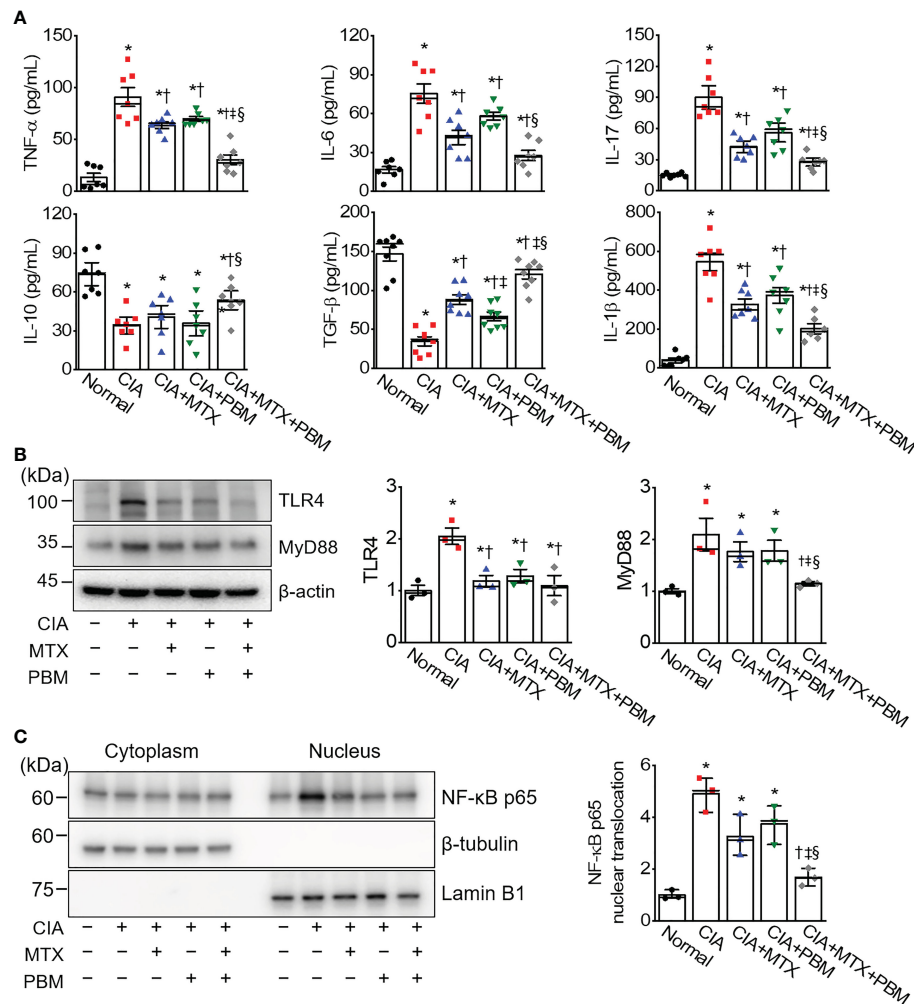 A
TNF-α (pg/mL)
150
100
50
0
*
*†
*†
*†‡§
IL-6 (pg/mL)
120
90
60
30
0
*
*†
*†
*†§
IL-17 (pg/mL)
150
120
90
60
30
0
*
*†
*†
*†‡§
IL-10 (pg/mL)
120
90
60
30
0
*
*
*
*†§
*
Normal
CIA
CIA+MTX
CIA+PBM
CIA+MTX+PBM
TGF-β (pg/mL)
200
150
100
50
0
*
*†
*†‡
*†‡§
Normal
CIA
CIA+MTX
CIA+PBM
CIA+MTX+PBM
IL-1β (pg/mL)
800
600
400
200
0
*
*†
*†
*†‡§
Normal
CIA
CIA+MTX
CIA+PBM
CIA+MTX+PBM
B
(kDa)
100
TLR4
35
MyD88
45
β-actin
CIA – + + + +
MTX – – + – +
PBM – – – + +
TLR4
3
2
1
0
*
*†
*†
*†
Normal
CIA
CIA+MTX
CIA+PBM
CIA+MTX+PBM
MyD88
3
2
1
0
*
*
*
†‡§
Normal
CIA
CIA+MTX
CIA+PBM
CIA+MTX+PBM
C
Cytoplasm Nucleus
(kDa)
60
NF-κB p65
60
β-tubulin
75
Lamin B1
CIA – + + + + – + + + +
MTX – – + – + – – + – +
PBM – – – + + – – – + +
NF-κB p65
nuclear translocation
6
4
2
0
*
*
*
†‡§
Normal
CIA
CIA+MTX
CIA+PBM
CIA+MTX+PBM